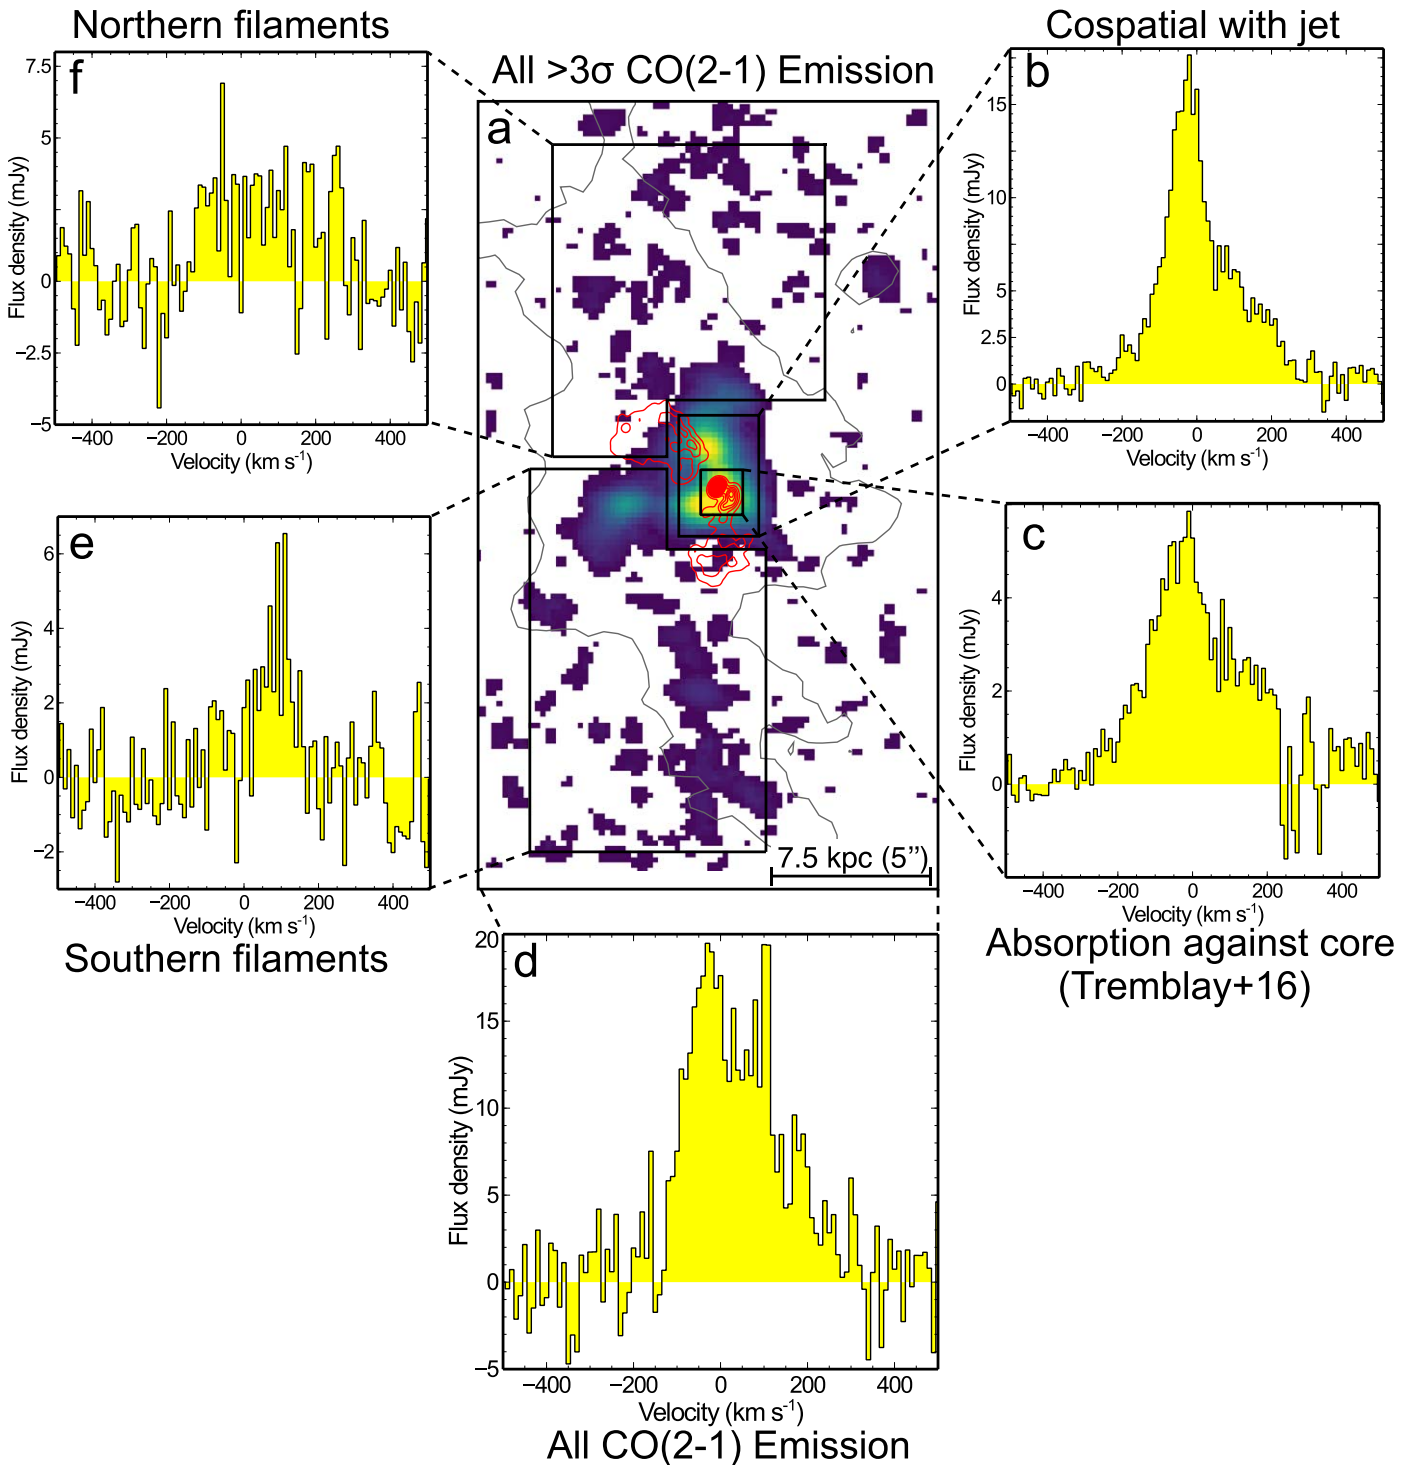 Northern filaments
Cospatial with jet
All >3σ CO(2-1) Emission
f
7.5
5
2.5
0
−2.5
−5
Flux density (mJy)
−400 −200 0 200 400
Velocity (km s-1)
a
7.5 kpc (5’’)
b
15
10
7.5
5
2.5
0
Flux density (mJy)
−400 −200 0 200 400
Velocity (km s-1)
e
6
4
2
0
−2
Flux density (mJy)
−400 −200 0 200 400
Velocity (km s-1)
Southern filaments
c
4
2
0
Flux density (mJy)
−400 −200 0 200 400
Velocity (km s-1)
Absorption against core
(Tremblay+16)
d
20
15
10
5
0
−5
Flux density (mJy)
−400 −200 0 200 400
Velocity (km s-1)
All CO(2-1) Emission